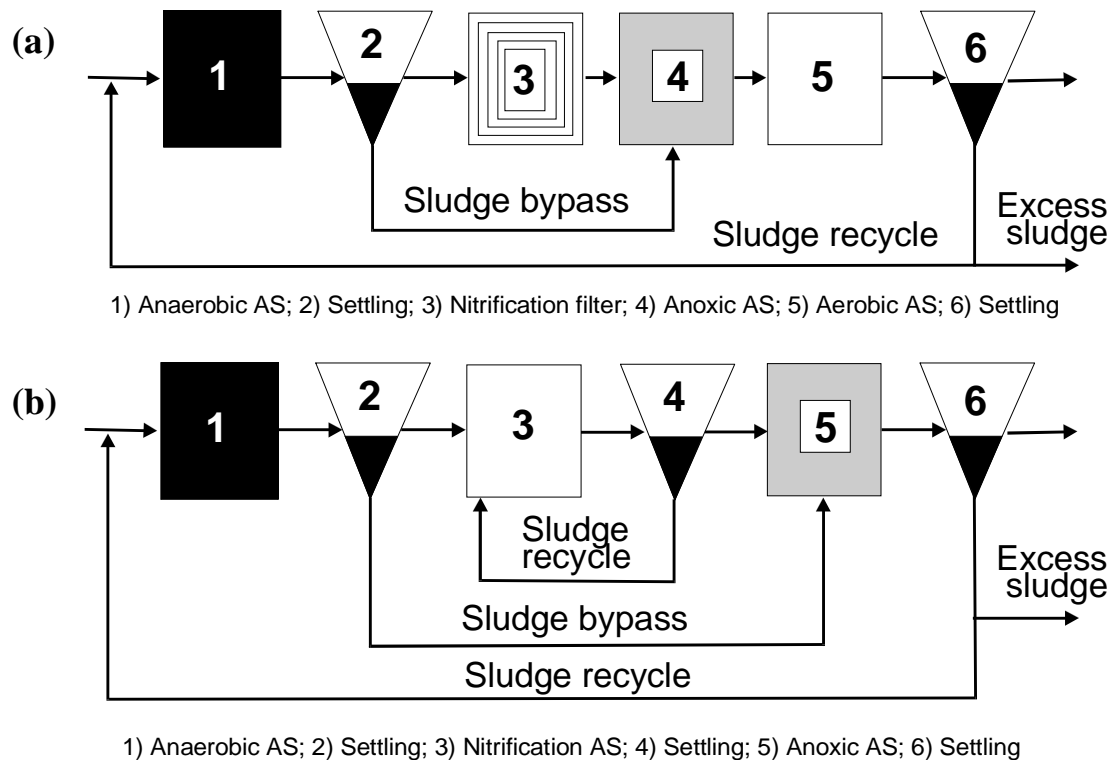 (a)
1
2
3
4
5
6
Sludge bypass
Sludge recycle
Excess
sludge
1) Anaerobic AS; 2) Settling; 3) Nitrification filter; 4) Anoxic AS; 5) Aerobic AS; 6) Settling
(b)
1
2
3
4
5
6
Sludge
recycle
Excess
sludge
Sludge bypass
Sludge recycle
1) Anaerobic AS; 2) Settling; 3) Nitrification AS; 4) Settling; 5) Anoxic AS; 6) Settling